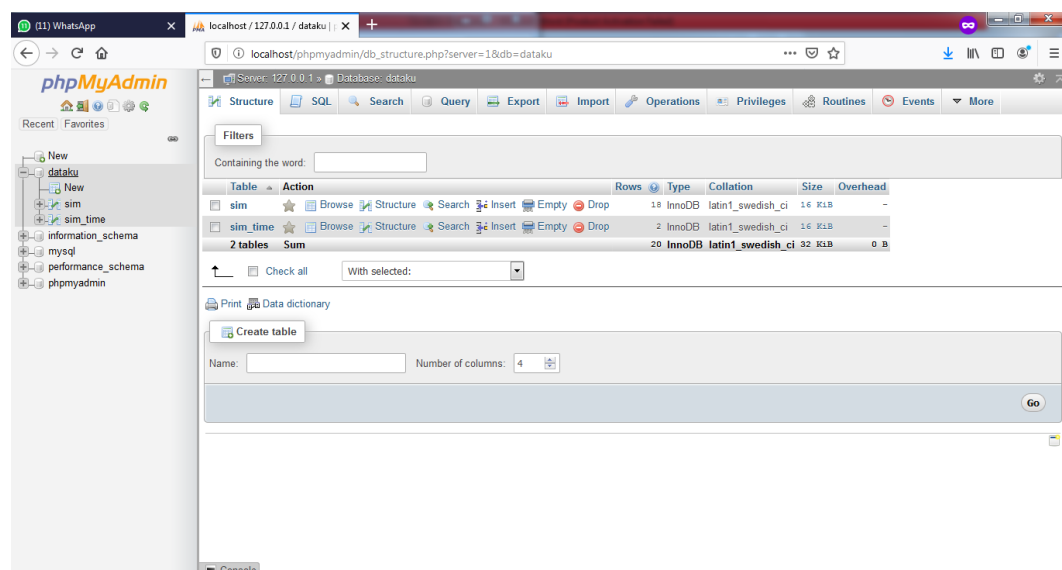 (11) WhatsApp
localhost / 127.0.0.1 / dataku |
localhost/phpmyadmin/db_structure.php?server=1&db=dataku
phpMyAdmin
Recent Favorites
New
dataku
New
sim
sim_time
information_schema
mysql
performance_schema
phpmyadmin
Server: 127.0.0.1 » Database: dataku
Structure SQL Search Query Export Import Operations Privileges Routines Events More
Filters
Containing the word:
Table Action Rows Type Collation Size Overhead
sim Browse Structure Search Insert Empty Drop 18 InnoDB latin1_swedish_ci 16 KiB -
sim_time Browse Structure Search Insert Empty Drop 2 InnoDB latin1_swedish_ci 16 KiB -
2 tables Sum 20 InnoDB latin1_swedish_ci 32 KiB 0 B
Check all With selected:
Print Data dictionary
Create table
Name: Number of columns: 4
Go
Console